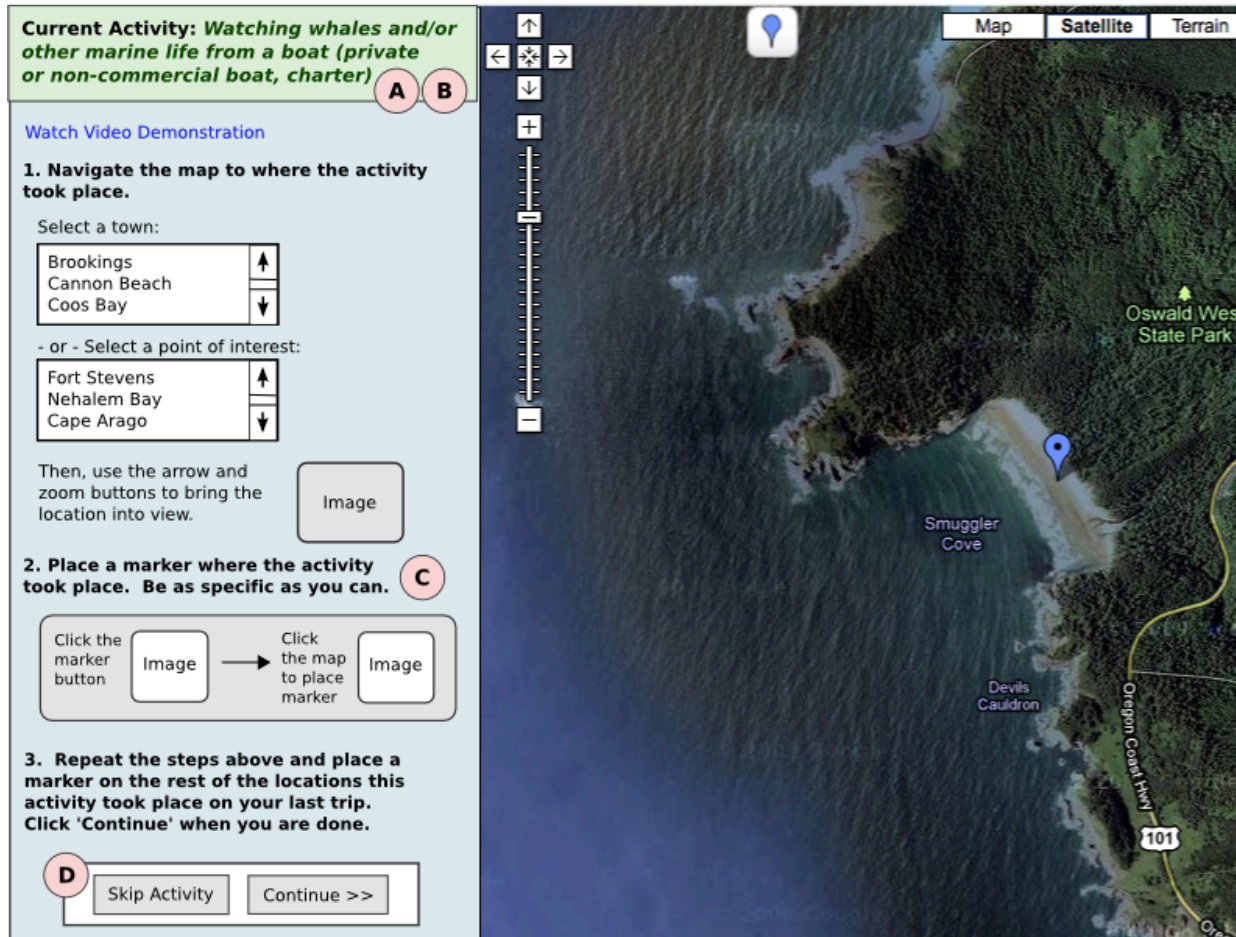 Current Activity: Watching whales and/or
other marine life from a boat (private
or non-commercial boat, charter)
A B
Watch Video Demonstration
1. Navigate the map to where the activity
took place.
Select a town:
Brookings
Cannon Beach
Coos Bay
- or - Select a point of interest:
Fort Stevens
Nehalem Bay
Cape Arago
Then, use the arrow and
zoom buttons to bring the
location into view.
Image
2. Place a marker where the activity
took place.  Be as specific as you can.
C
Click the
marker
button
Image
Click
the map
to place
marker
Image
3.  Repeat the steps above and place a
marker on the rest of the locations this
activity took place on your last trip.
Click 'Continue' when you are done.
D
Skip Activity
Continue >>
Map
Satellite
Terrain
Oswald Wes
State Park
Smuggler
Cove
Devils
Cauldron
Oregon Coast Hwy
101